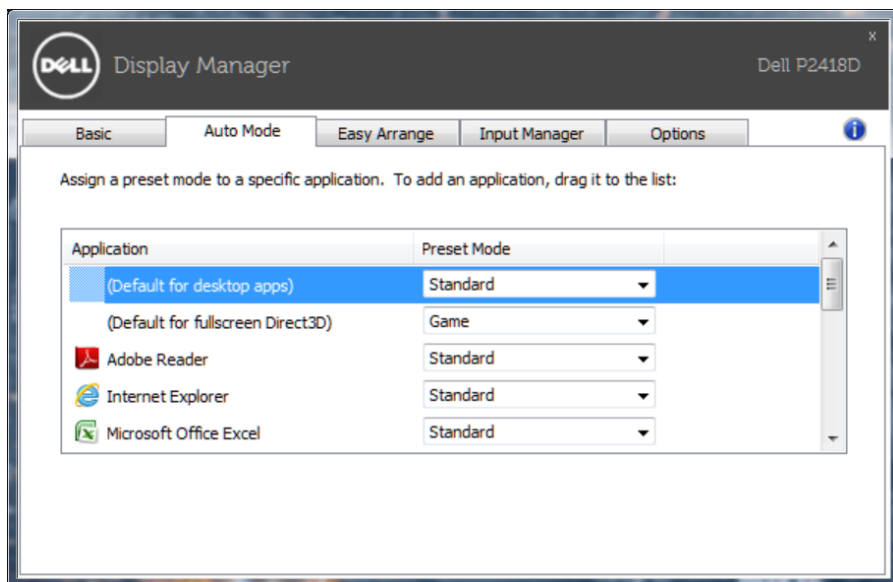 x
DELL Display Manager Dell P2418D
Basic Auto Mode Easy Arrange Input Manager Options
Assign a preset mode to a specific application. To add an application, drag it to the list:
Application Preset Mode
(Default for desktop apps) Standard
(Default for fullscreen Direct3D) Game
Adobe Reader Standard
Internet Explorer Standard
Microsoft Office Excel Standard